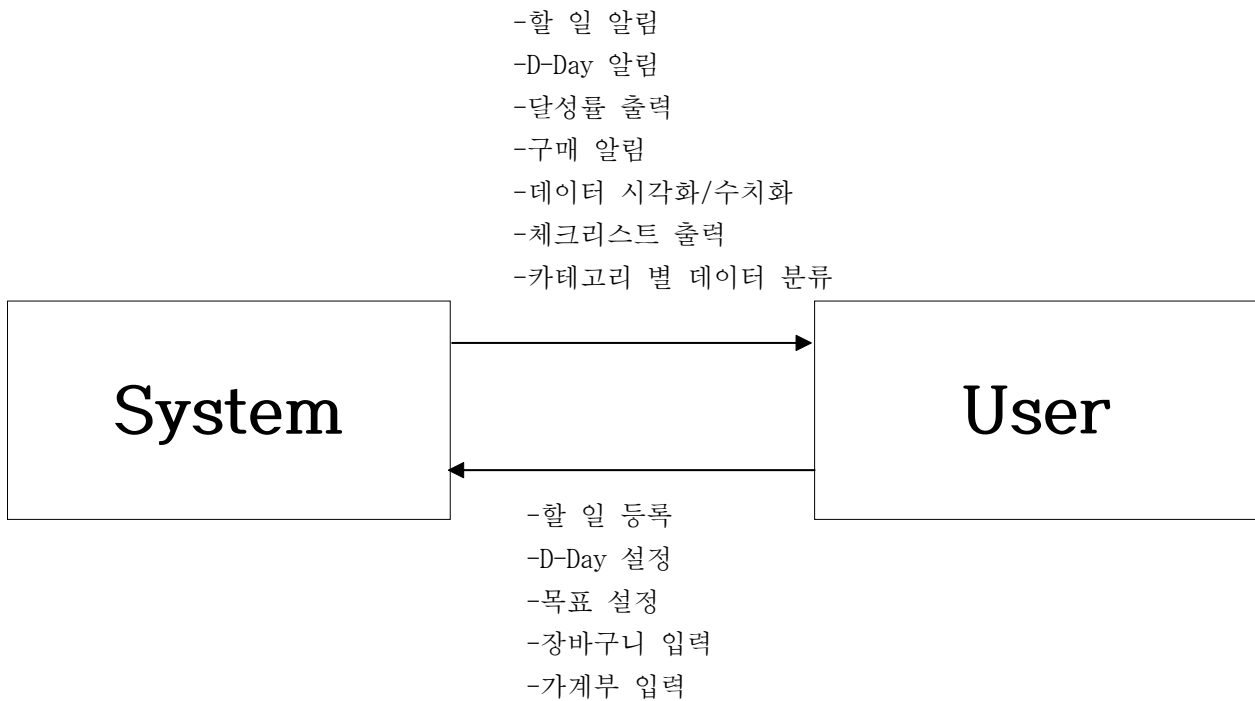 -할 일 알림
-D-Day 알림
-달성률 출력
-구매 알림
-데이터 시각화/수치화
-체크리스트 출력
-카테고리 별 데이터 분류
System
User
-할 일 등록
-D-Day 설정
-목표 설정
-장바구니 입력
-가계부 입력